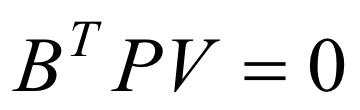 B^T PV = 0